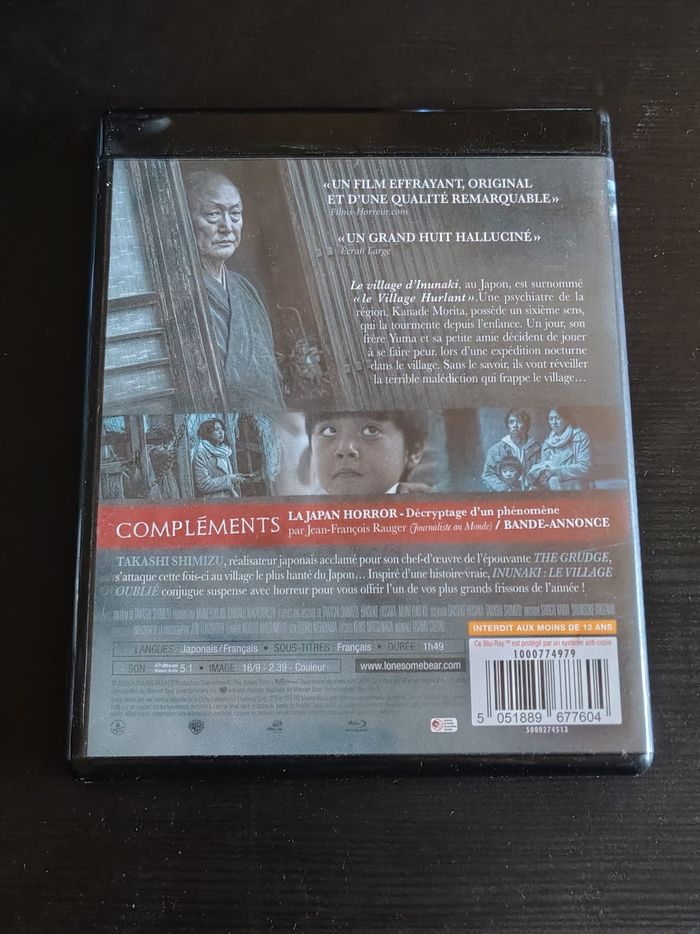 «UN FILM EFFRAYANT, ORIGINAL
ET D'UNE QUALITÉ REMARQUABLE»
Films-Horreur.com
«UN GRAND HUIT HALLUCINÉ»
Ecran Large
Le village d'Inunaki, au Japon, est surnommé
«le Village Hurlant». Une psychiatre de la
région, Kanade Morita, possède un sixième sens,
qui la tourmente depuis l'enfance. Un jour, son
frère Yuma et sa petite amie décident de jouer
à se faire peur, lors d'une expédition nocturne
dans le village. Sans le savoir, ils vont réveiller
la terrible malédiction qui frappe le village...
COMPLÉMENTS
LA JAPAN HORROR - Décryptage d'un phénomène
par Jean-François Rauger (Journaliste au Monde) / BANDE-ANNONCE
TAKASHI SHIMIZU, réalisateur japonais acclamé pour son chef-d'œuvre de l'épouvante THE GRUDGE,
s'attaque cette fois-ci au village le plus hanté du Japon... Inspiré d'une histoire vraie, INUNAKI : LE VILLAGE
OUBLIÉ conjugue suspense avec horreur pour vous offrir l'un de vos plus grands frissons de l'année !
INTERDIT AUX MOINS DE 12 ANS
Ce Blu-Ray™ est protégé par un système anti-copie
LANGUES : Japonais / Français • SOUS-TITRES : Français • DURÉE : 1h49
SON : 5.1 • IMAGE : 16/9 - 2.39 - Couleur
www.lonesomebear.com
1000774979
5 051889 677604
5000274513